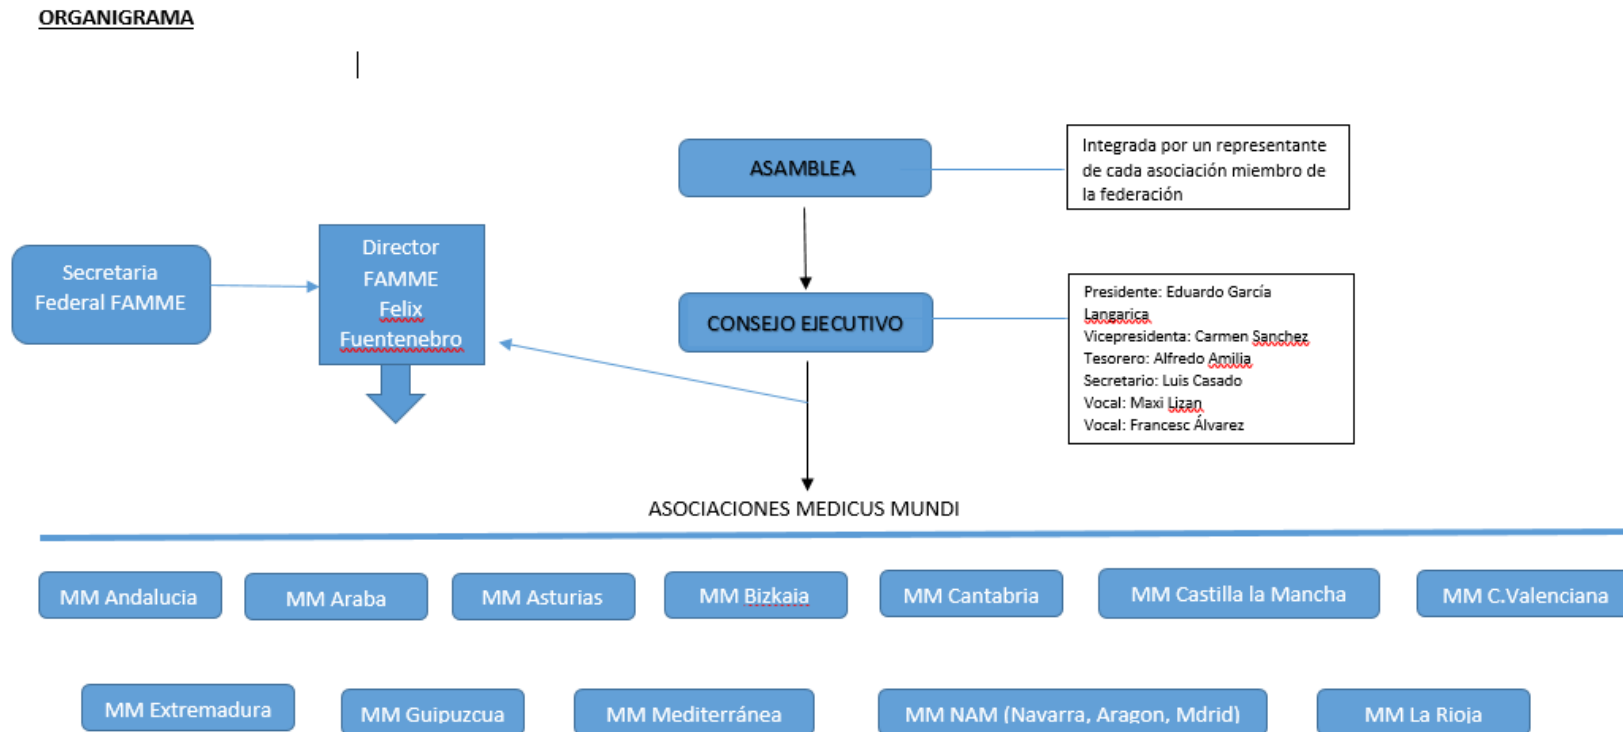 ORGANIGRAMA
ASAMBLEA
Integrada por un representante
de cada asociación miembro de
la federación
Secretaria
Federal FAMME
Director
FAMME
Felix
Fuentenebro
CONSEJO EJECUTIVO
Presidente: Eduardo García
Langarica
Vicepresidenta: Carmen Sanchez
Tesorero: Alfredo Amilia
Secretario: Luis Casado
Vocal: Maxi Lizan
Vocal: Francesc Álvarez
ASOCIACIONES MEDICUS MUNDI
MM Andalucia
MM Araba
MM Asturias
MM Bizkaia
MM Cantabria
MM Castilla la Mancha
MM C.Valenciana
MM Extremadura
MM Guipuzcua
MM Mediterránea
MM NAM (Navarra, Aragon, Mdrid)
MM La Rioja